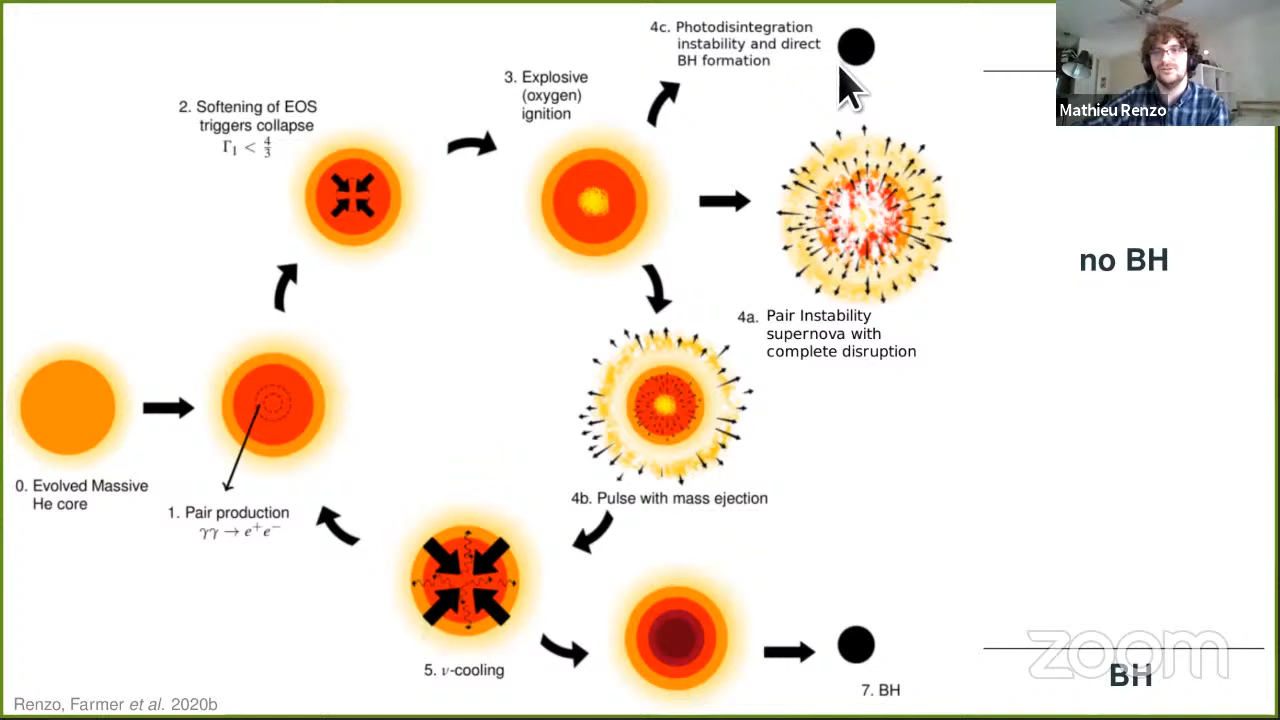 4c. Photodisintegration
instability and direct
BH formation
Mathieu Renzo
3. Explosive
(oxygen)
ignition
2. Softening of EOS
triggers collapse
Γ₁ < 4/3
no BH
4a. Pair Instability
supernova with
complete disruption
0. Evolved Massive
He core
1. Pair production
γγ → e⁺e⁻
4b. Pulse with mass ejection
5. ν-cooling
7. BH
zoom
BH
Renzo, Farmer et al. 2020b